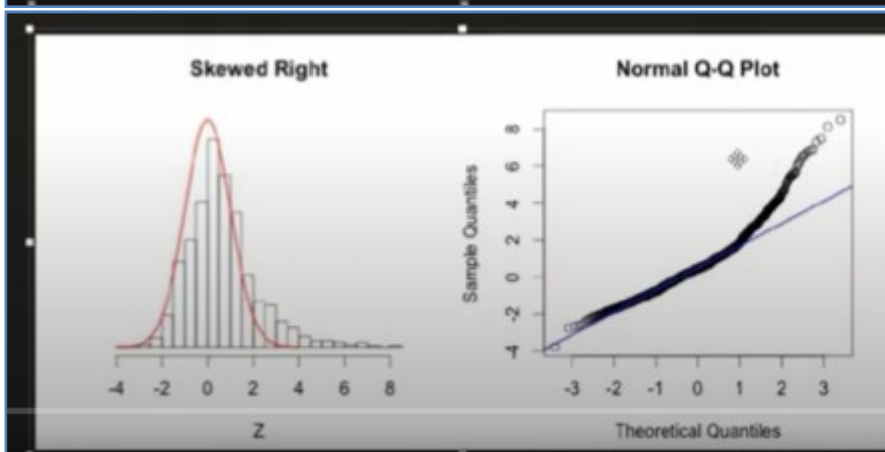 Skewed Right
-4 -2 0 2 4 6 8
Z
Normal Q-Q Plot
Sample Quantiles
8
6
4
2
0
-2
-4
-3 -2 -1 0 1 2 3
Theoretical Quantiles